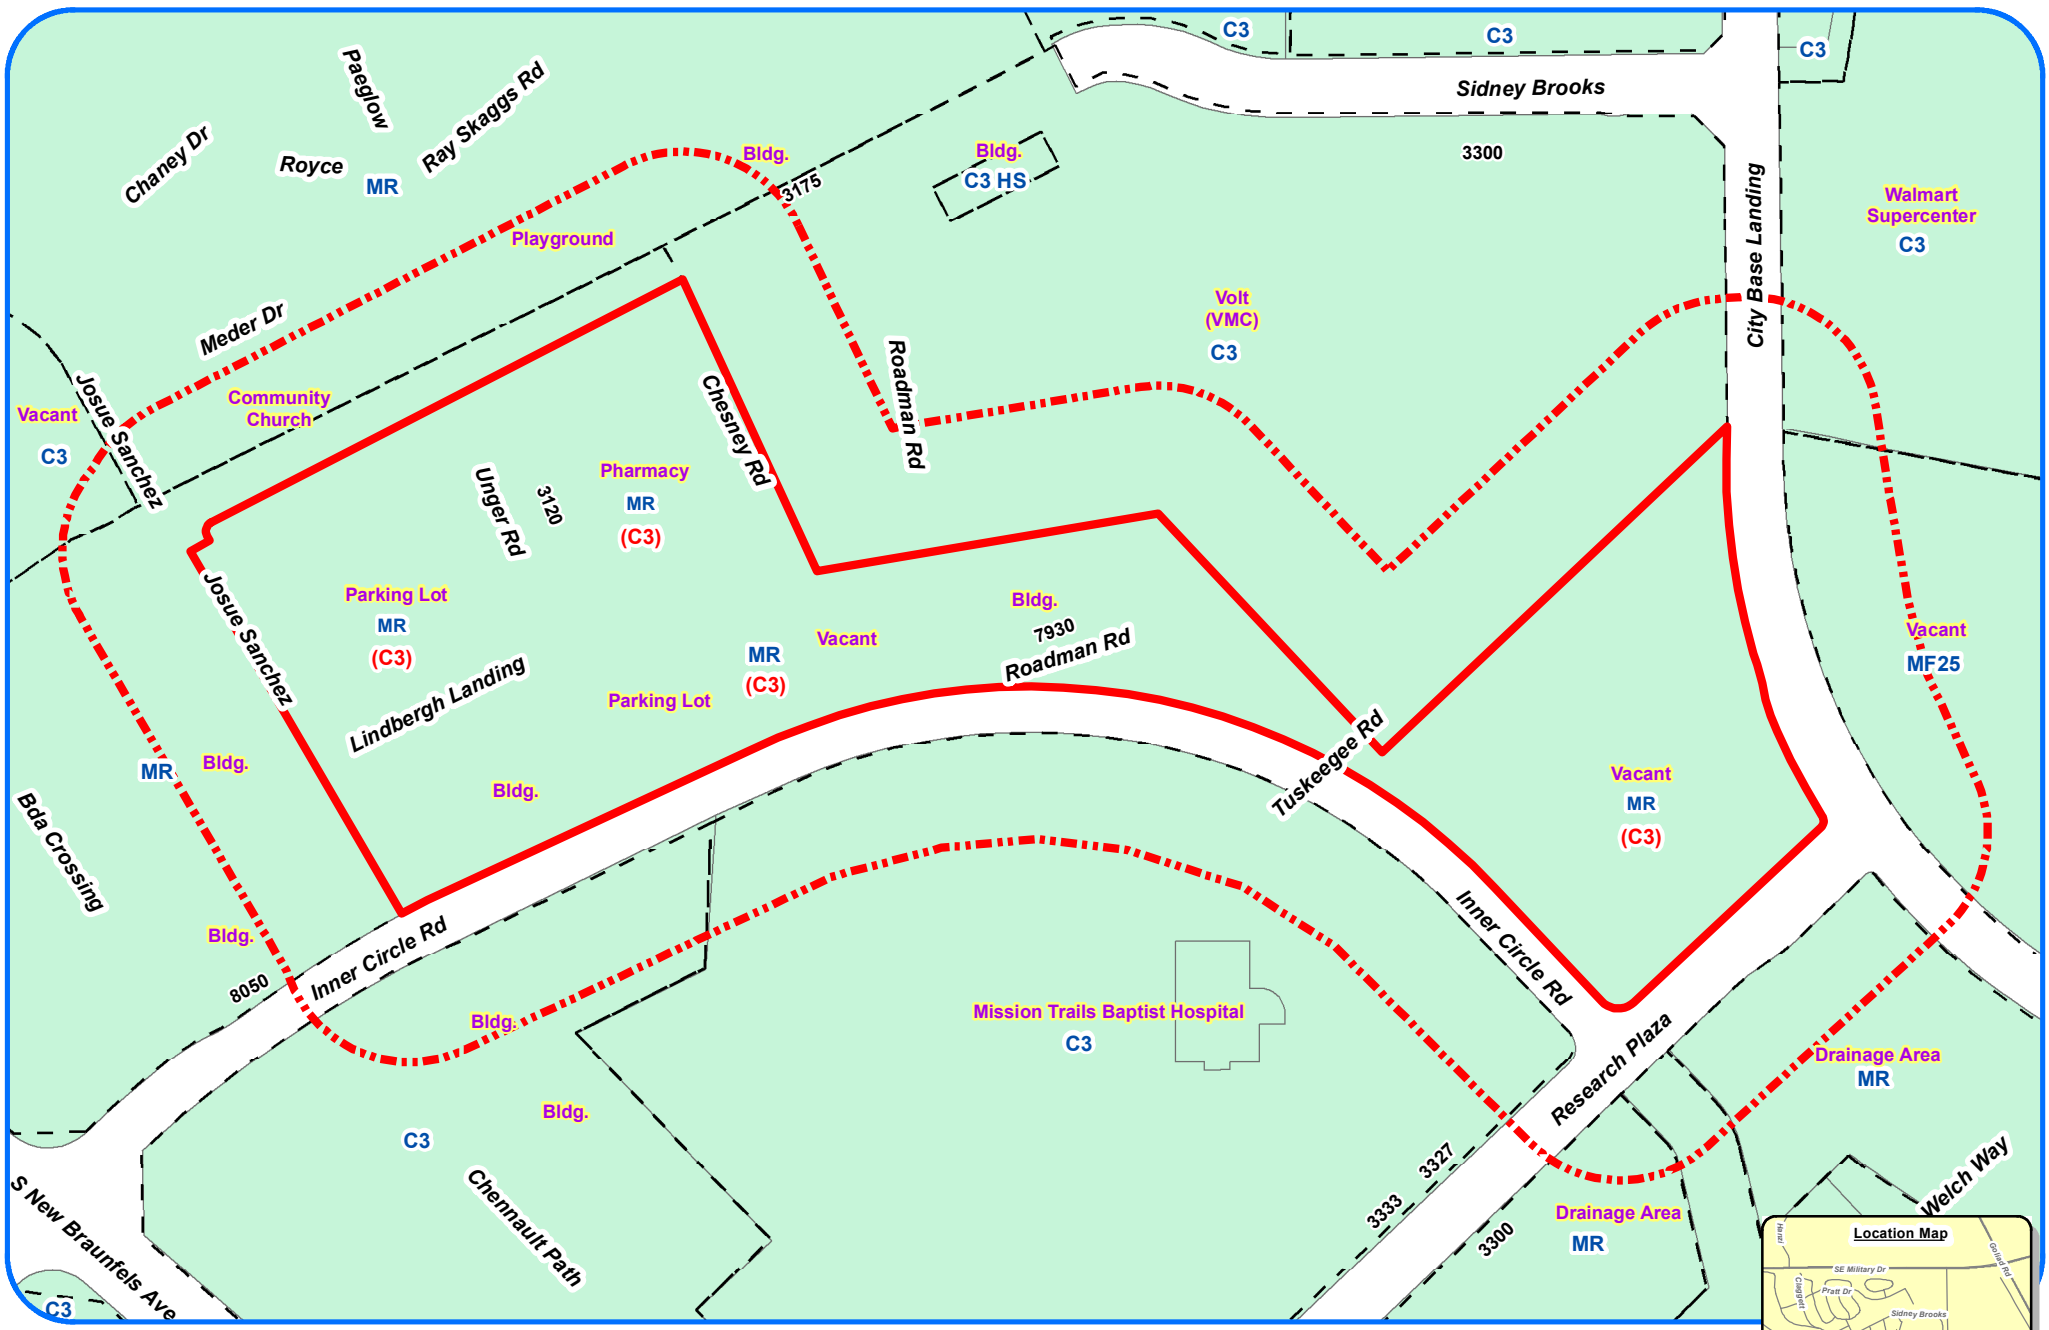 C3
C3
C3
Sidney Brooks
Paeglow
Ray Skaggs Rd
Chaney Dr
Royce
MR
Bldg.
3175
Bldg.
C3 HS
3300
City Base Landing
Walmart
Supercenter
C3
Playground
Meder Dr
Volt
(VMC)
C3
Roadman Rd
Community
Church
Josue Sanchez
Vacant
C3
Chesney Rd
Pharmacy
MR
(C3)
Unger Rd
3120
Josue Sanchez
Parking Lot
MR
(C3)
Lindbergh Landing
MR
(C3)
Vacant
Parking Lot
Bldg.
7930
Roadman Rd
Vacant
MF25
Tuskeegee Rd
Vacant
MR
(C3)
MR
Bldg.
Bldg.
Bda Crossing
Bldg.
8050
Inner Circle Rd
Inner Circle Rd
Bldg.
Mission Trails Baptist Hospital
C3
Research Plaza
Drainage Area
MR
Bldg.
C3
Chennault Path
3327
3333
3300
Drainage Area
MR
Welch Way
S New Braunfels Ave
C3
Location Map
Goliad Rd
SE Military Dr
Clagett
Pratt Dr
Sidney Brooks